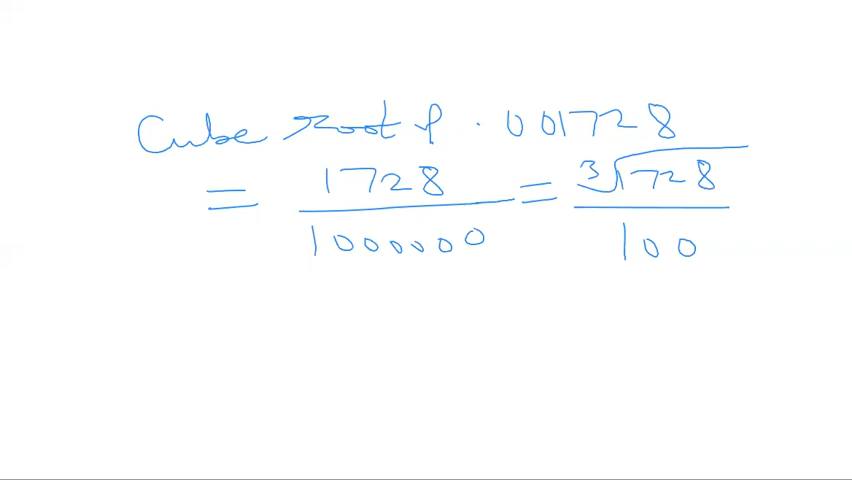 Cube root of .001728
= 1728 / 1000000 = ∛1728 / 100